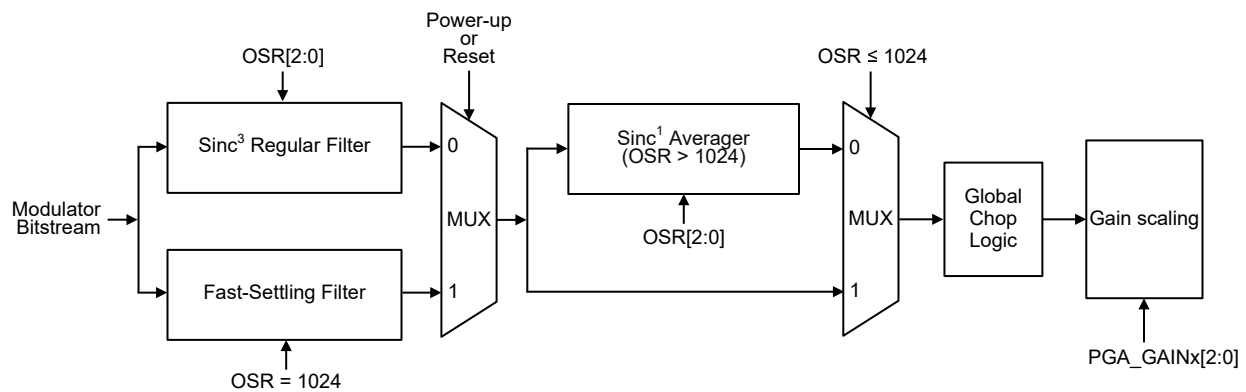 Power-up
or
Reset
OSR[2:0]
OSR ≤ 1024
Sinc³ Regular Filter
0
Sinc¹ Averager
(OSR > 1024)
0
Modulator
Bitstream
MUX
OSR[2:0]
MUX
Global
Chop
Logic
Gain scaling
Fast-Settling Filter
1
1
OSR = 1024
PGA_GAINx[2:0]